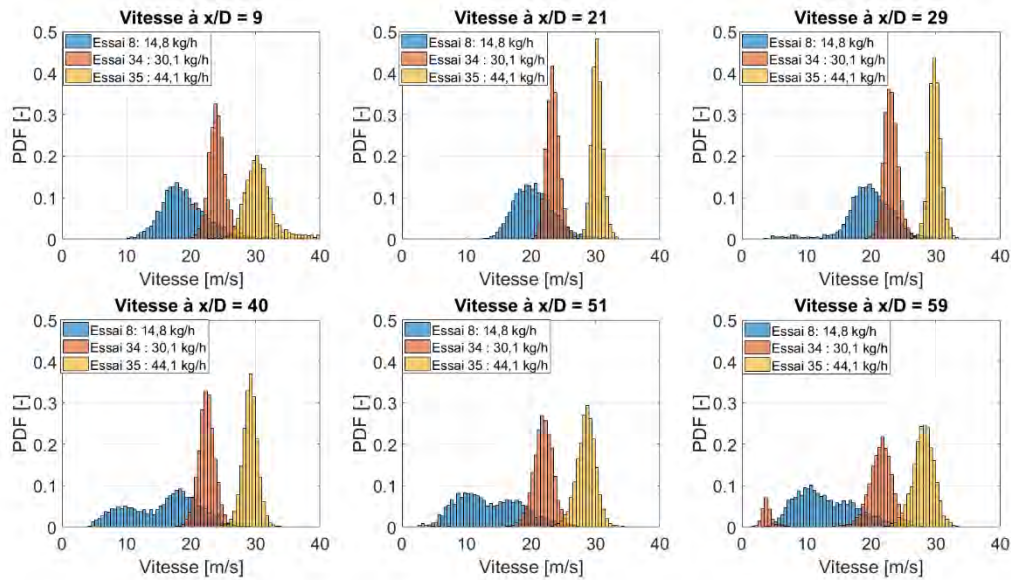 Vitesse à x/D = 9
0.5
0.4
0.3
0.2
0.1
0
PDF [-]
Essai 8: 14,8 kg/h
Essai 34 : 30,1 kg/h
Essai 35 : 44,1 kg/h
0 10 20 30 40
Vitesse [m/s]
Vitesse à x/D = 21
0.5
0.4
0.3
0.2
0.1
0
PDF [-]
Essai 8: 14,8 kg/h
Essai 34 : 30,1 kg/h
Essai 35 : 44,1 kg/h
0 10 20 30 40
Vitesse [m/s]
Vitesse à x/D = 29
0.5
0.4
0.3
0.2
0.1
0
PDF [-]
Essai 8: 14,8 kg/h
Essai 34 : 30,1 kg/h
Essai 35 : 44,1 kg/h
0 10 20 30 40
Vitesse [m/s]
Vitesse à x/D = 40
0.5
0.4
0.3
0.2
0.1
0
PDF [-]
Essai 8: 14,8 kg/h
Essai 34 : 30,1 kg/h
Essai 35 : 44,1 kg/h
0 10 20 30 40
Vitesse [m/s]
Vitesse à x/D = 51
0.5
0.4
0.3
0.2
0.1
0
PDF [-]
Essai 8: 14,8 kg/h
Essai 34 : 30,1 kg/h
Essai 35 : 44,1 kg/h
0 10 20 30 40
Vitesse [m/s]
Vitesse à x/D = 59
0.5
0.4
0.3
0.2
0.1
0
PDF [-]
Essai 8: 14,8 kg/h
Essai 34 : 30,1 kg/h
Essai 35 : 44,1 kg/h
0 10 20 30 40
Vitesse [m/s]